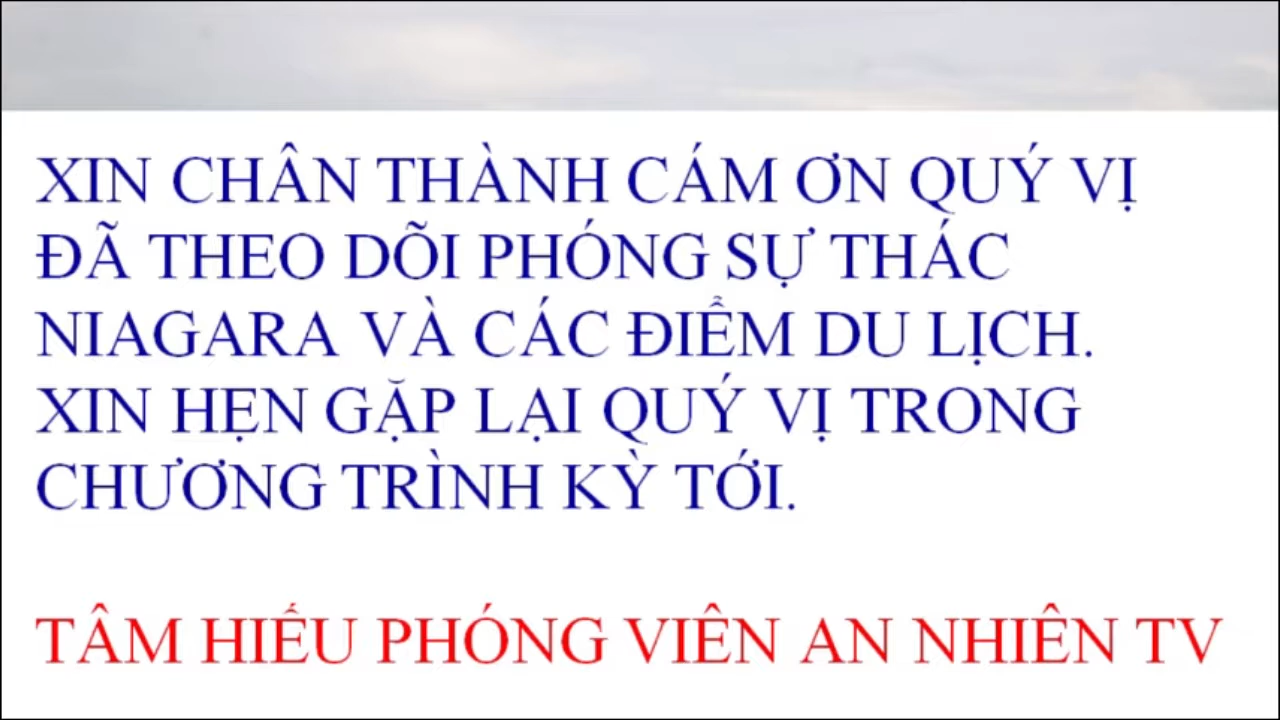 XIN CHÂN THÀNH CÁM ƠN QUÝ VỊ
ĐÃ THEO DÕI PHÓNG SỰ THÁC
NIAGARA VÀ CÁC ĐIỂM DU LỊCH.
XIN HẸN GẶP LẠI QUÝ VỊ TRONG
CHƯƠNG TRÌNH KỲ TỚI.
TÂM HIẾU PHÓNG VIÊN AN NHIÊN TV